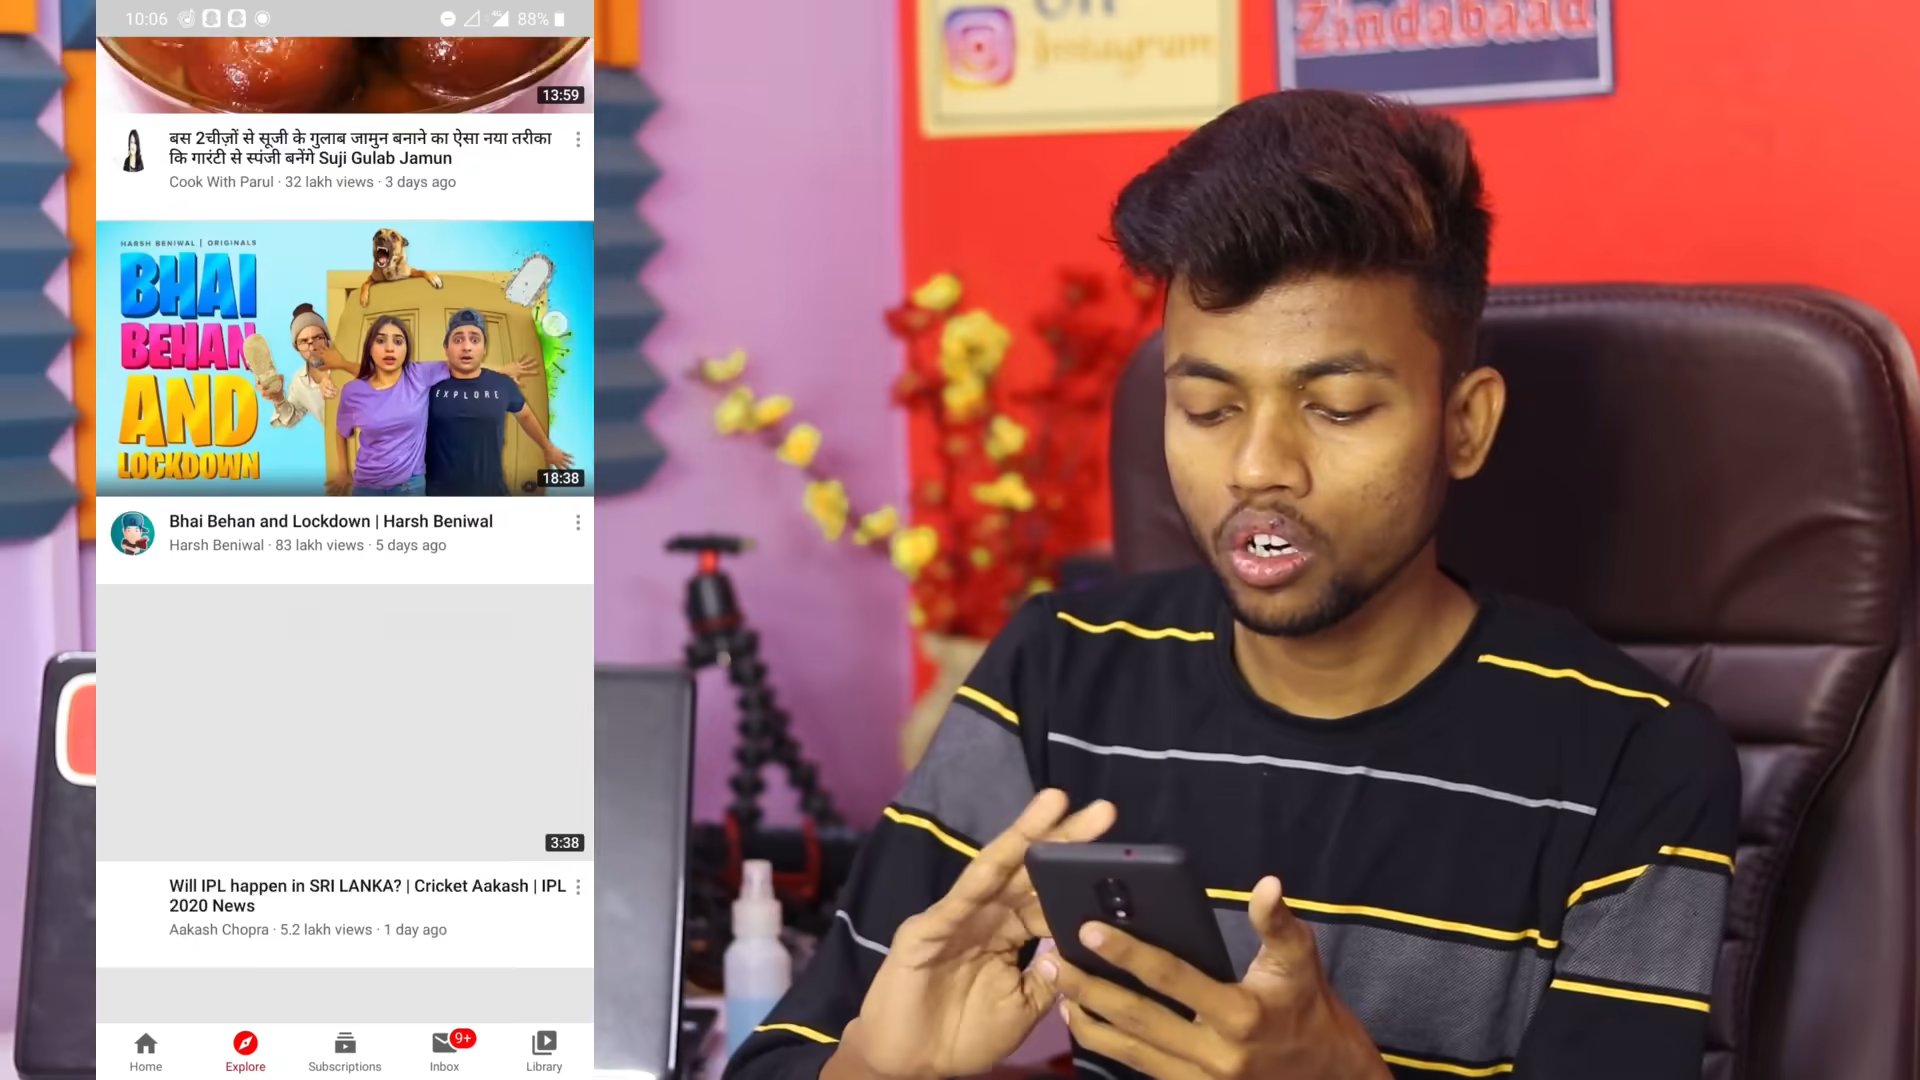 10:06
4G
88%
13:59
बस 2चीज़ों से सूजी के गुलाब जामुन बनाने का ऐसा नया तरीका
कि गारंटी से स्पंजी बनेंगे Suji Gulab Jamun
Cook With Parul · 32 lakh views · 3 days ago
HARSH BENIWAL | ORIGINALS
BHAI
BEHAN
AND
LOCKDOWN
EXPLORE
18:38
Bhai Behan and Lockdown | Harsh Beniwal
Harsh Beniwal · 83 lakh views · 5 days ago
3:38
Will IPL happen in SRI LANKA? | Cricket Aakash | IPL
2020 News
Aakash Chopra · 5.2 lakh views · 1 day ago
Home
Explore
Subscriptions
9+
Inbox
Library
On
Instagram
Zindabaad